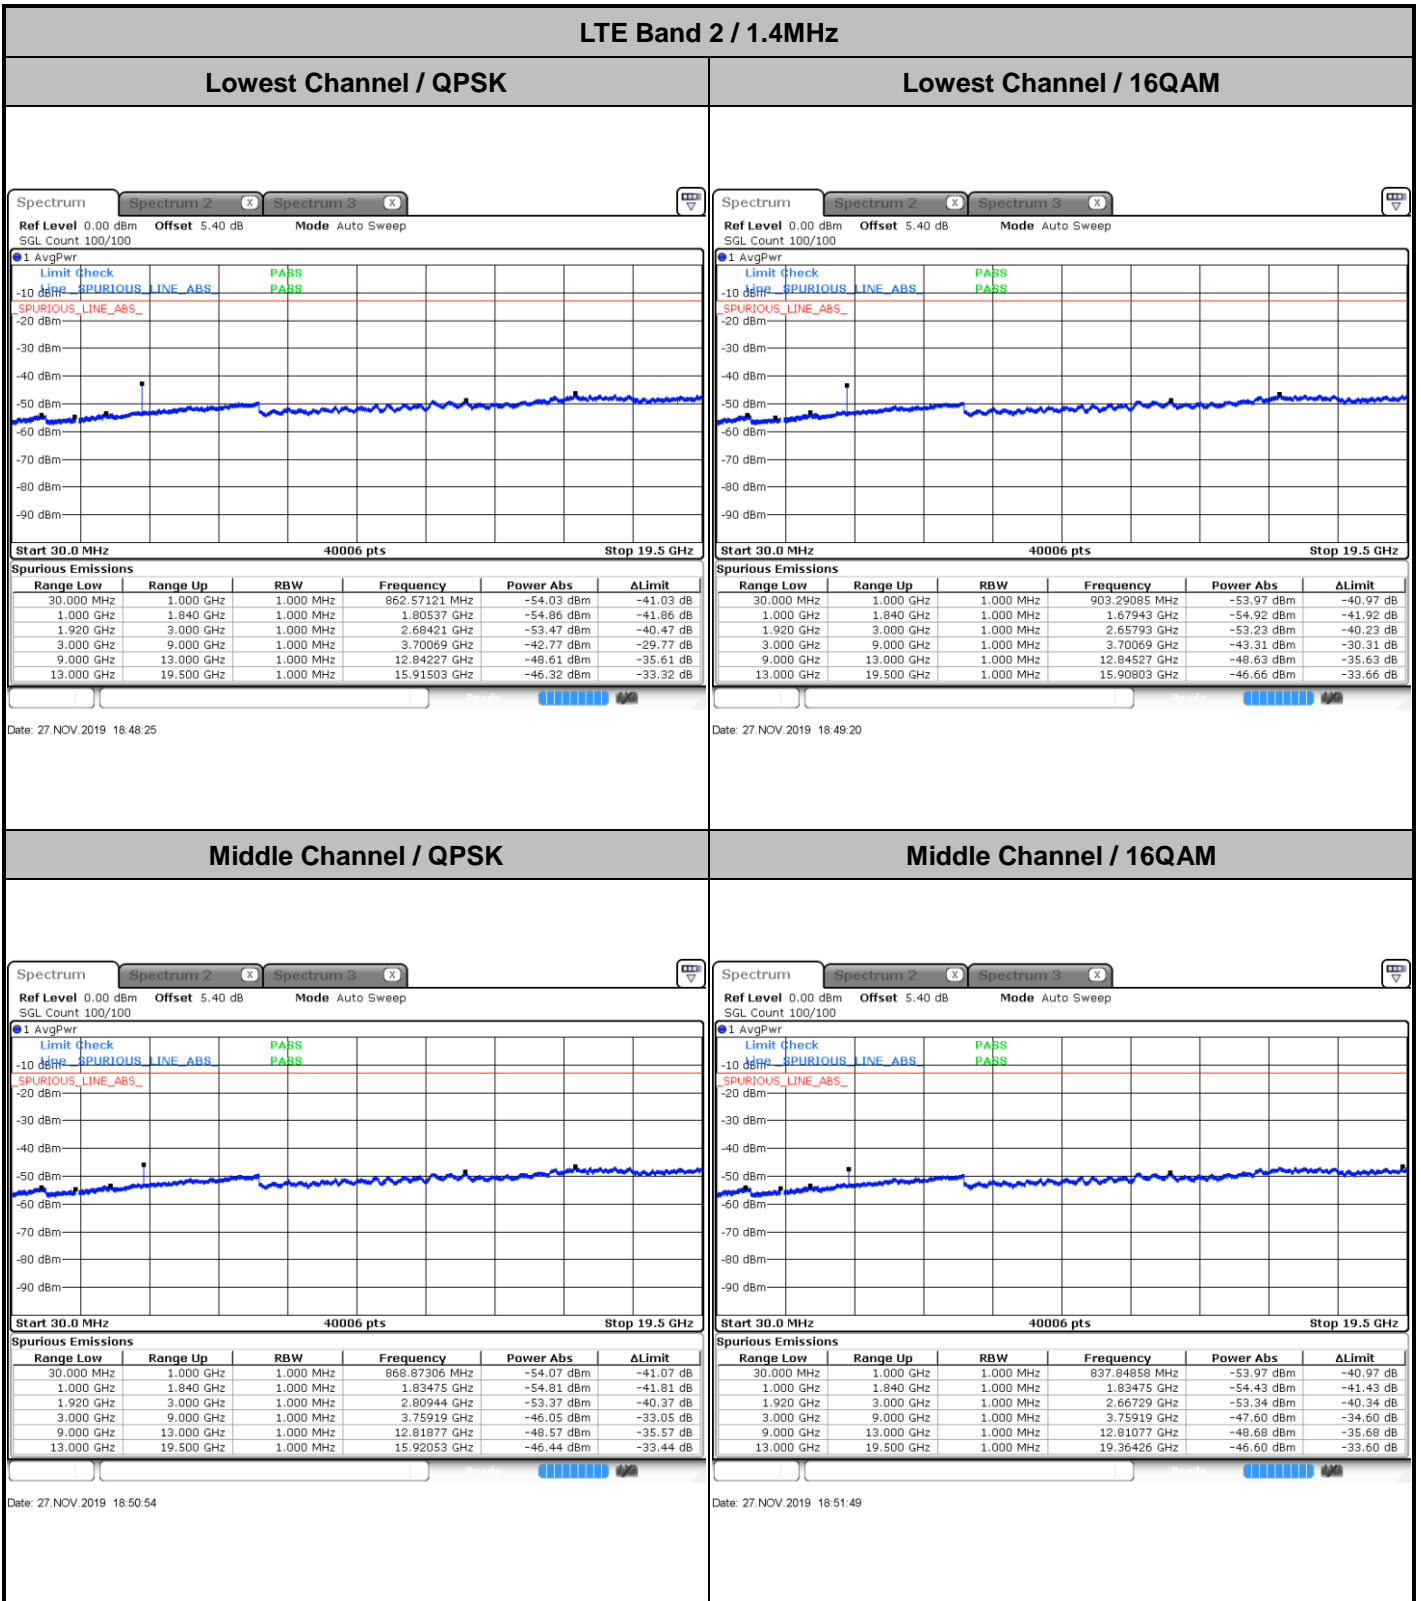 LTE Band 2 / 1.4MHz
Lowest Channel / QPSK
Lowest Channel / 16QAM
Spectrum Spectrum 2 X Spectrum 3 X
Ref Level 0.00 dBm Offset 5.40 dB Mode Auto Sweep
SGL Count 100/100
1 AvgPwr
Limit Check PASS
Line _SPURIOUS_LINE_ABS_ PASS
-10 dBm
_SPURIOUS_LINE_ABS_
-20 dBm
-30 dBm
-40 dBm
-50 dBm
-60 dBm
-70 dBm
-80 dBm
-90 dBm
Start 30.0 MHz 40006 pts Stop 19.5 GHz
Spurious Emissions
Range Low Range Up RBW Frequency Power Abs ΔLimit
30.000 MHz 1.000 GHz 1.000 MHz 862.57121 MHz -54.03 dBm -41.03 dB
1.000 GHz 1.840 GHz 1.000 MHz 1.80537 GHz -54.86 dBm -41.86 dB
1.920 GHz 3.000 GHz 1.000 MHz 2.68421 GHz -53.47 dBm -40.47 dB
3.000 GHz 9.000 GHz 1.000 MHz 3.70069 GHz -42.77 dBm -29.77 dB
9.000 GHz 13.000 GHz 1.000 MHz 12.84227 GHz -48.61 dBm -35.61 dB
13.000 GHz 19.500 GHz 1.000 MHz 15.91503 GHz -46.32 dBm -33.32 dB
Ready
Date: 27.NOV.2019 18:48:25
Spectrum Spectrum 2 X Spectrum 3 X
Ref Level 0.00 dBm Offset 5.40 dB Mode Auto Sweep
SGL Count 100/100
1 AvgPwr
Limit Check PASS
Line _SPURIOUS_LINE_ABS_ PASS
-10 dBm
_SPURIOUS_LINE_ABS_
-20 dBm
-30 dBm
-40 dBm
-50 dBm
-60 dBm
-70 dBm
-80 dBm
-90 dBm
Start 30.0 MHz 40006 pts Stop 19.5 GHz
Spurious Emissions
Range Low Range Up RBW Frequency Power Abs ΔLimit
30.000 MHz 1.000 GHz 1.000 MHz 903.29085 MHz -53.97 dBm -40.97 dB
1.000 GHz 1.840 GHz 1.000 MHz 1.67943 GHz -54.92 dBm -41.92 dB
1.920 GHz 3.000 GHz 1.000 MHz 2.65793 GHz -53.23 dBm -40.23 dB
3.000 GHz 9.000 GHz 1.000 MHz 3.70069 GHz -43.31 dBm -30.31 dB
9.000 GHz 13.000 GHz 1.000 MHz 12.84527 GHz -48.63 dBm -35.63 dB
13.000 GHz 19.500 GHz 1.000 MHz 15.90803 GHz -46.66 dBm -33.66 dB
Ready
Date: 27.NOV.2019 18:49:20
Middle Channel / QPSK
Middle Channel / 16QAM
Spectrum Spectrum 2 X Spectrum 3 X
Ref Level 0.00 dBm Offset 5.40 dB Mode Auto Sweep
SGL Count 100/100
1 AvgPwr
Limit Check PASS
Line _SPURIOUS_LINE_ABS_ PASS
-10 dBm
_SPURIOUS_LINE_ABS_
-20 dBm
-30 dBm
-40 dBm
-50 dBm
-60 dBm
-70 dBm
-80 dBm
-90 dBm
Start 30.0 MHz 40006 pts Stop 19.5 GHz
Spurious Emissions
Range Low Range Up RBW Frequency Power Abs ΔLimit
30.000 MHz 1.000 GHz 1.000 MHz 868.87306 MHz -54.07 dBm -41.07 dB
1.000 GHz 1.840 GHz 1.000 MHz 1.83475 GHz -54.81 dBm -41.81 dB
1.920 GHz 3.000 GHz 1.000 MHz 2.80944 GHz -53.37 dBm -40.37 dB
3.000 GHz 9.000 GHz 1.000 MHz 3.75919 GHz -46.05 dBm -33.05 dB
9.000 GHz 13.000 GHz 1.000 MHz 12.81877 GHz -48.57 dBm -35.57 dB
13.000 GHz 19.500 GHz 1.000 MHz 15.92053 GHz -46.44 dBm -33.44 dB
Ready
Date: 27.NOV.2019 18:50:54
Spectrum Spectrum 2 X Spectrum 3 X
Ref Level 0.00 dBm Offset 5.40 dB Mode Auto Sweep
SGL Count 100/100
1 AvgPwr
Limit Check PASS
Line _SPURIOUS_LINE_ABS_ PASS
-10 dBm
_SPURIOUS_LINE_ABS_
-20 dBm
-30 dBm
-40 dBm
-50 dBm
-60 dBm
-70 dBm
-80 dBm
-90 dBm
Start 30.0 MHz 40006 pts Stop 19.5 GHz
Spurious Emissions
Range Low Range Up RBW Frequency Power Abs ΔLimit
30.000 MHz 1.000 GHz 1.000 MHz 837.84858 MHz -53.97 dBm -40.97 dB
1.000 GHz 1.840 GHz 1.000 MHz 1.83475 GHz -54.43 dBm -41.43 dB
1.920 GHz 3.000 GHz 1.000 MHz 2.66729 GHz -53.34 dBm -40.34 dB
3.000 GHz 9.000 GHz 1.000 MHz 3.75919 GHz -47.60 dBm -34.60 dB
9.000 GHz 13.000 GHz 1.000 MHz 12.81077 GHz -48.68 dBm -35.68 dB
13.000 GHz 19.500 GHz 1.000 MHz 19.36426 GHz -46.60 dBm -33.60 dB
Ready
Date: 27.NOV.2019 18:51:49